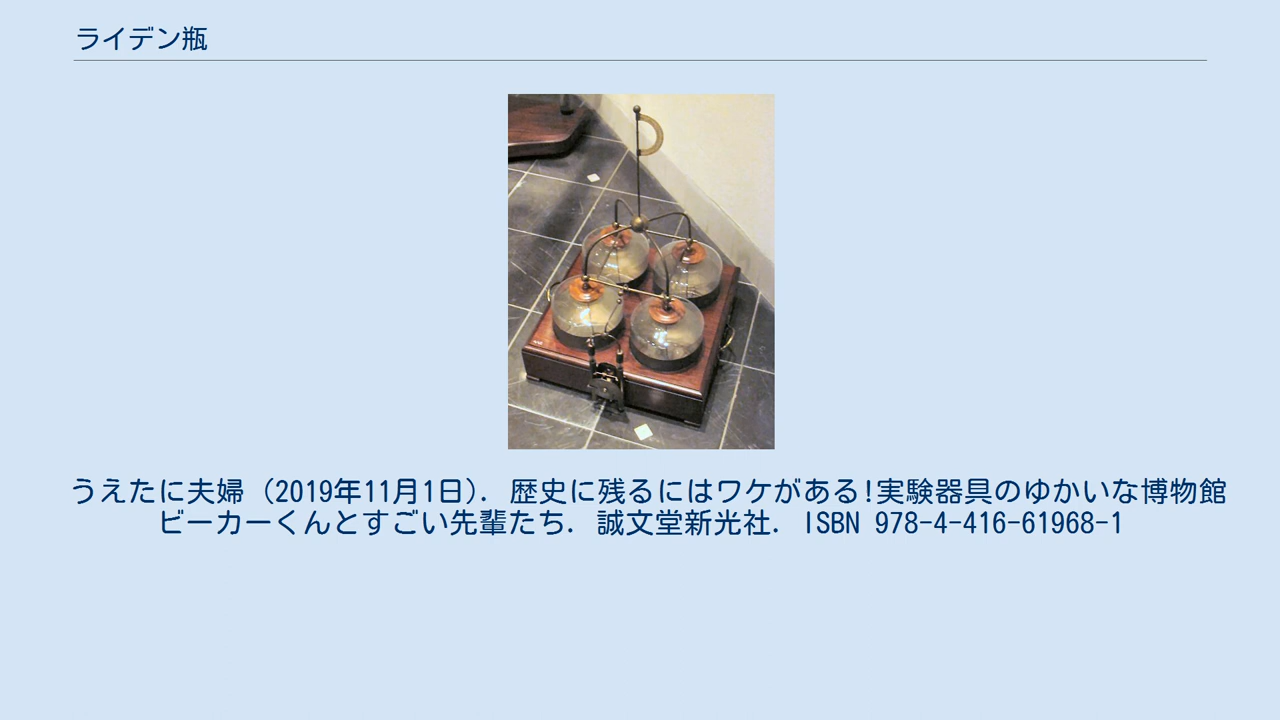 ライデン瓶
うえたに夫婦 (2019年11月1日). 歴史に残るにはワケがある!実験器具のゆかいな博物館
ビーカーくんとすごい先輩たち. 誠文堂新光社. ISBN 978-4-416-61968-1